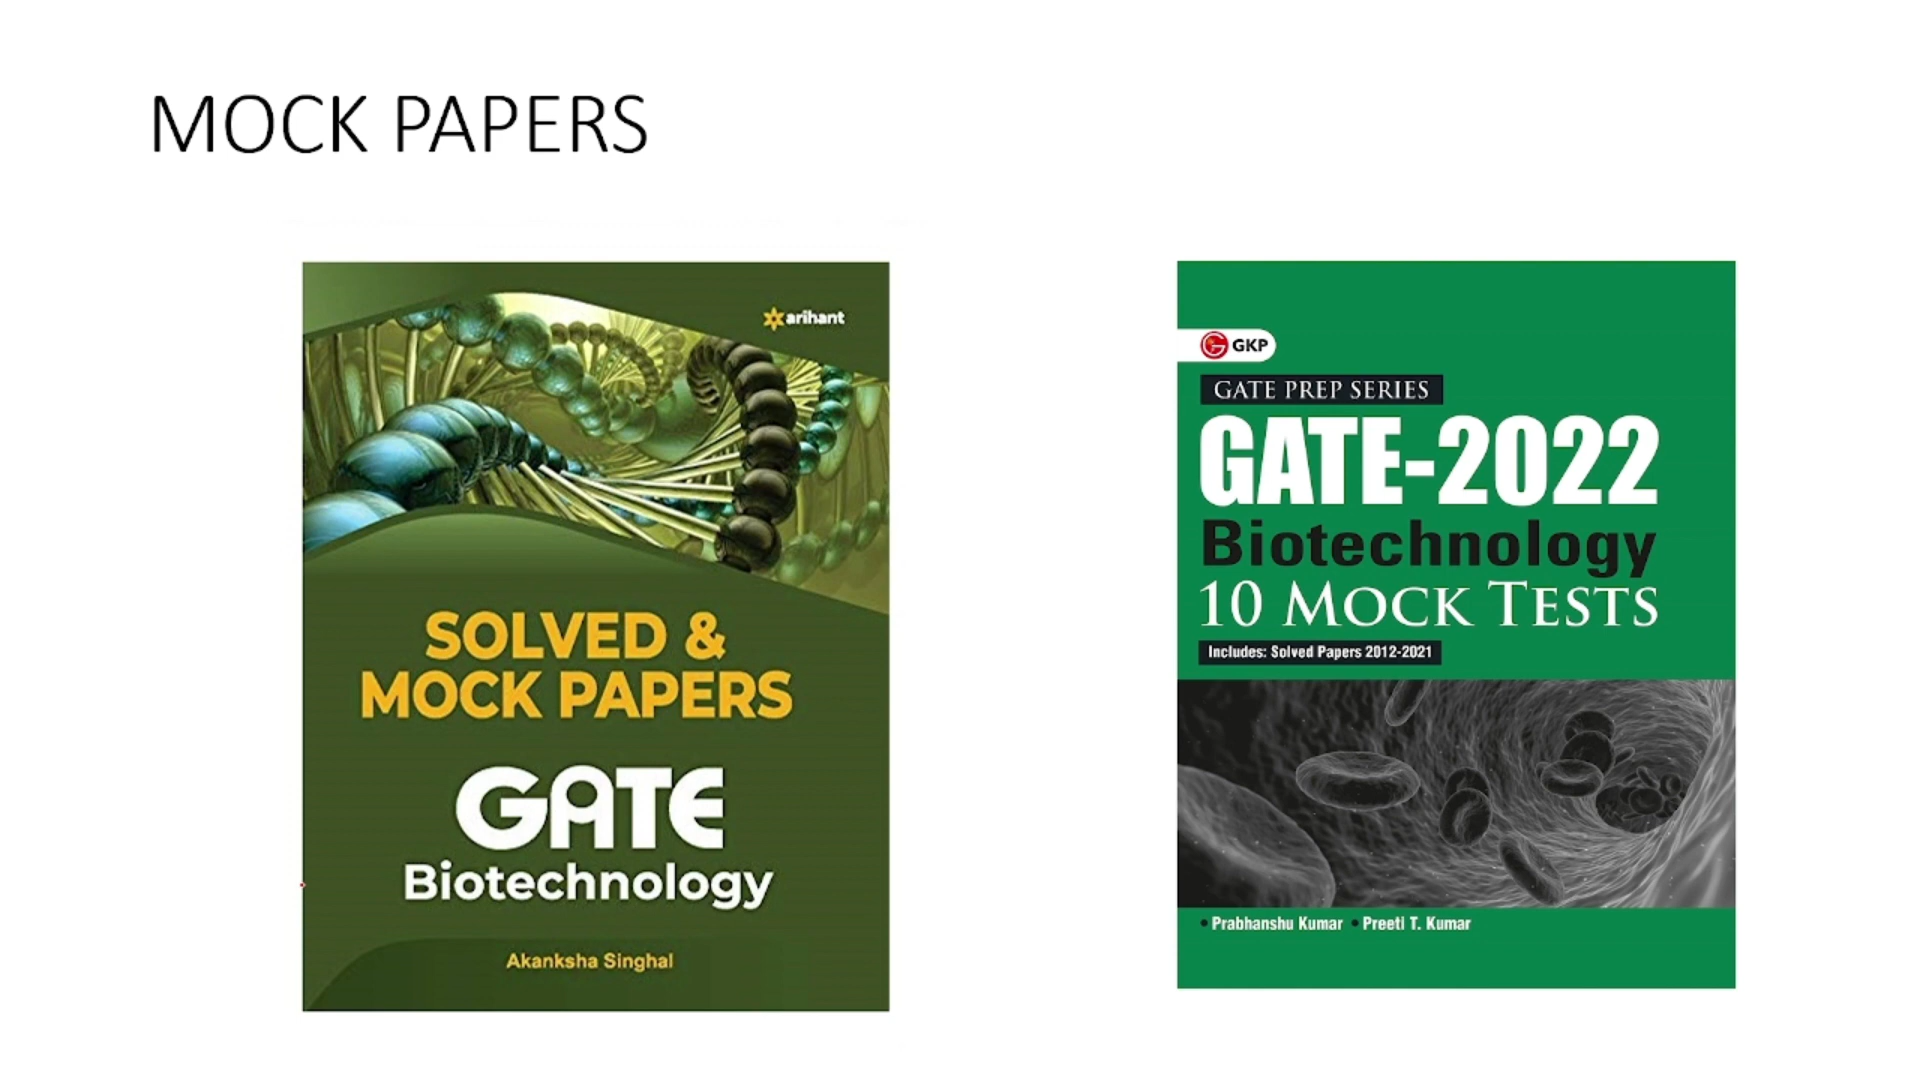 MOCK PAPERS
arihant
SOLVED &
MOCK PAPERS
GATE
Biotechnology
Akanksha Singhal
GKP
GATE PREP SERIES
GATE-2022
Biotechnology
10 MOCK TESTS
Includes: Solved Papers 2012-2021
• Prabhanshu Kumar • Preeti T. Kumar